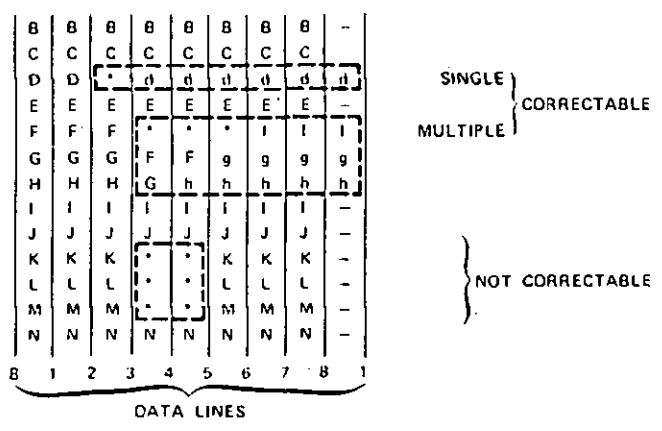 B B B B B B B –
C C C C C C C
D D * d d d d d d SINGLE
E E E E E E E – CORRECTABLE
F F F * * * f f f MULTIPLE
G G G F F g g g g
H H H G h h h h h
I I I I I I I –
J J J J J J J –
K K K * * K K K –
L L L * * L L L – NOT CORRECTABLE
M M M * * M M M –
N N N N N N N N –
8 1 2 3 4 5 6 7 8 1
DATA LINES